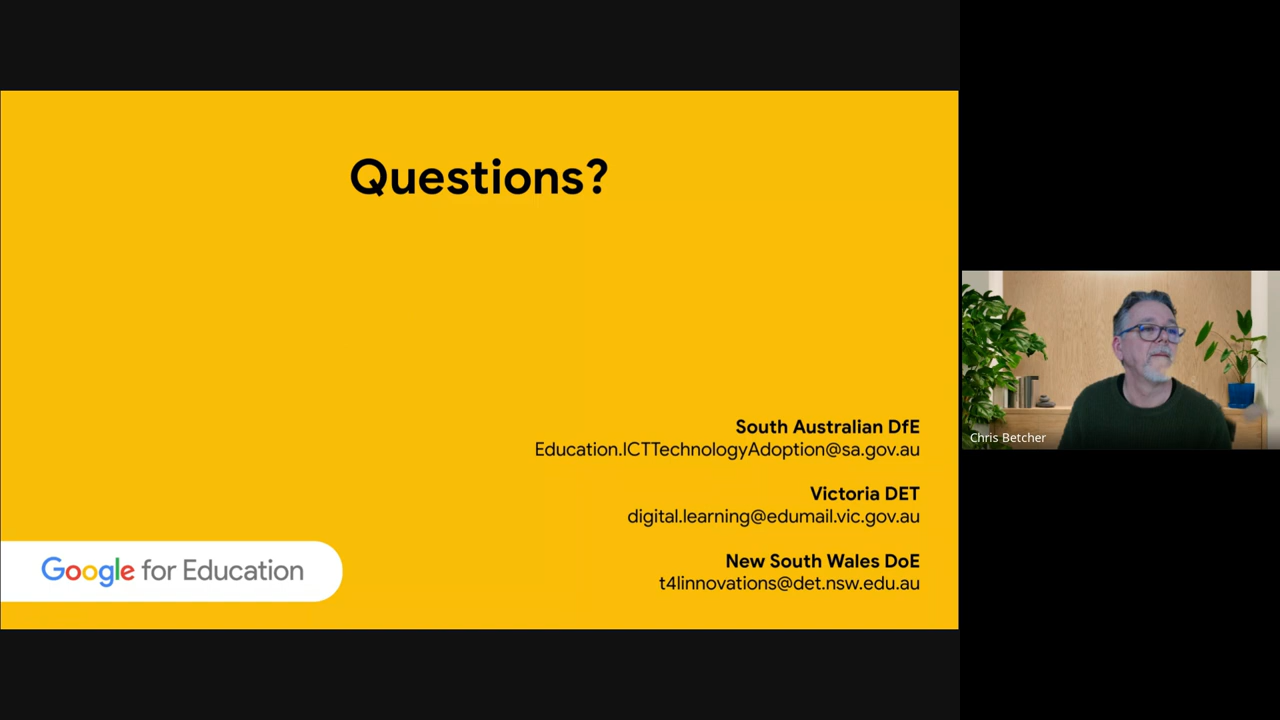 Questions?
South Australian DfE
Education.ICTTechnologyAdoption@sa.gov.au
Victoria DET
digital.learning@edumail.vic.gov.au
New South Wales DoE
t4linnovations@det.nsw.edu.au
Google for Education
Chris Betcher